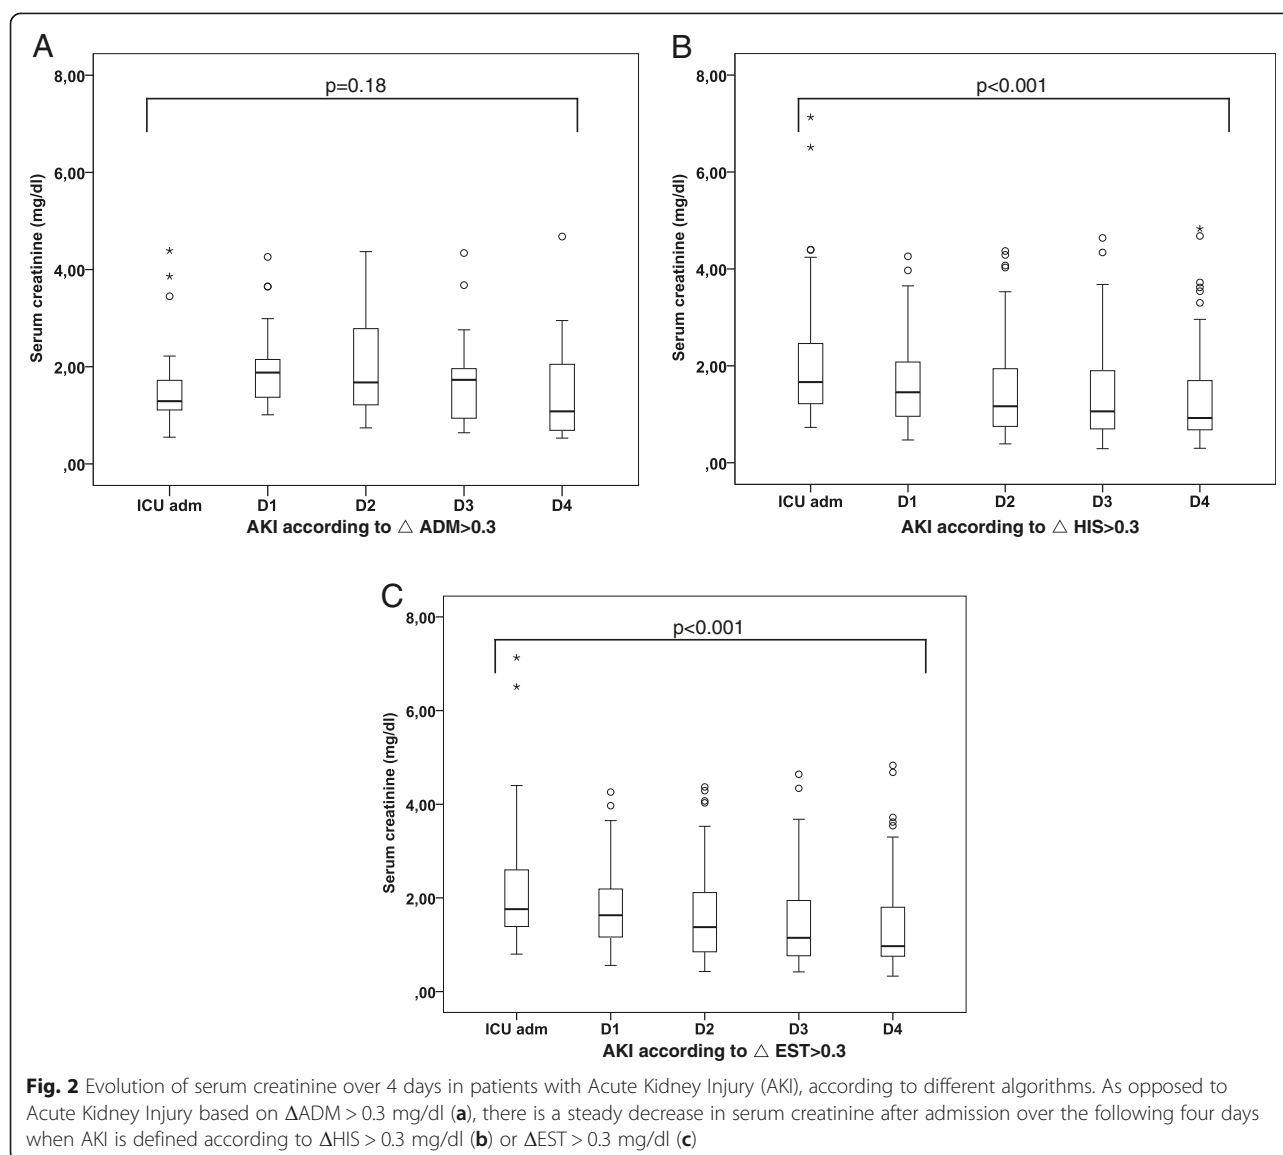 A
8,00
6,00
4,00
2,00
,00
Serum creatinine (mg/dl)
p=0.18
ICU adm D1 D2 D3 D4
AKI according to △ ADM>0.3
B
8,00
6,00
4,00
2,00
,00
Serum creatinine (mg/dl)
p<0.001
ICU adm D1 D2 D3 D4
AKI according to △ HIS>0.3
C
8,00
6,00
4,00
2,00
,00
Serum creatinine (mg/dl)
p<0.001
ICU adm D1 D2 D3 D4
AKI according to △ EST>0.3
Fig. 2 Evolution of serum creatinine over 4 days in patients with Acute Kidney Injury (AKI), according to different algorithms. As opposed to
Acute Kidney Injury based on ΔADM > 0.3 mg/dl (a), there is a steady decrease in serum creatinine after admission over the following four days
when AKI is defined according to ΔHIS > 0.3 mg/dl (b) or ΔEST > 0.3 mg/dl (c)